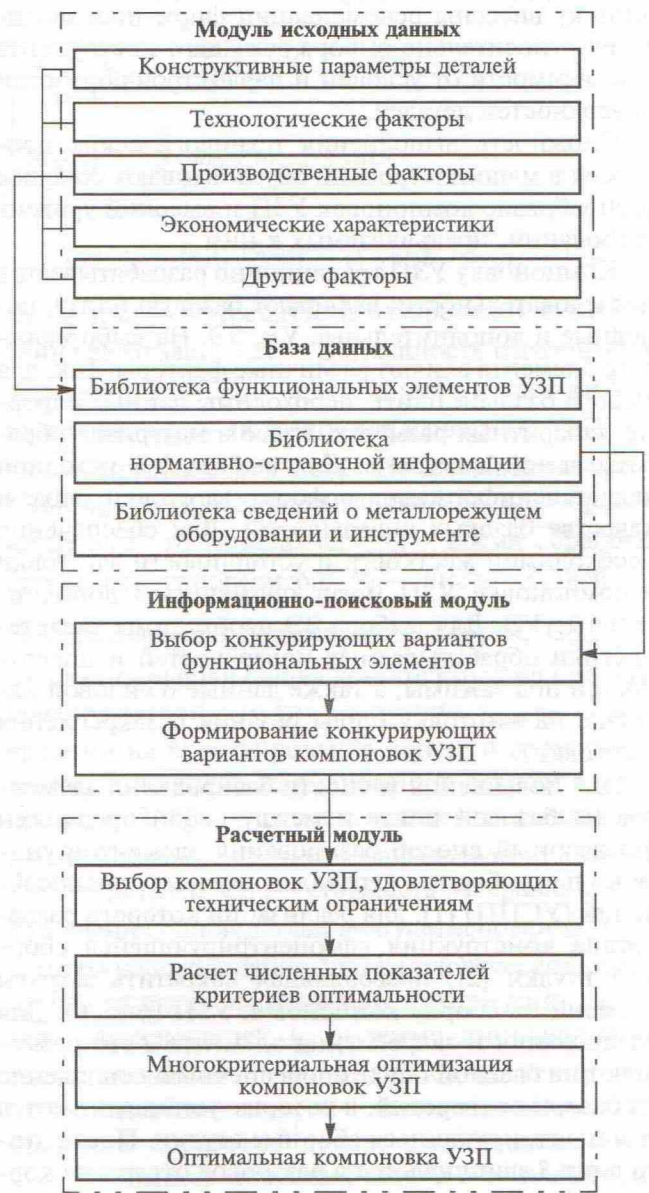 Модуль исходных данных
Конструктивные параметры деталей
Технологические факторы
Производственные факторы
Экономические характеристики
Другие факторы
База данных
Библиотека функциональных элементов УЗП
Библиотека
нормативно-справочной информации
Библиотека сведений о металлорежущем
оборудовании и инструменте
Информационно-поисковый модуль
Выбор конкурирующих вариантов
функциональных элементов
Формирование конкурирующих
вариантов компоновок УЗП
Расчетный модуль
Выбор компоновок УЗП, удовлетворяющих
техническим ограничениям
Расчет численных показателей
критериев оптимальности
Многокритериальная оптимизация
компоновок УЗП
Оптимальная компоновка УЗП